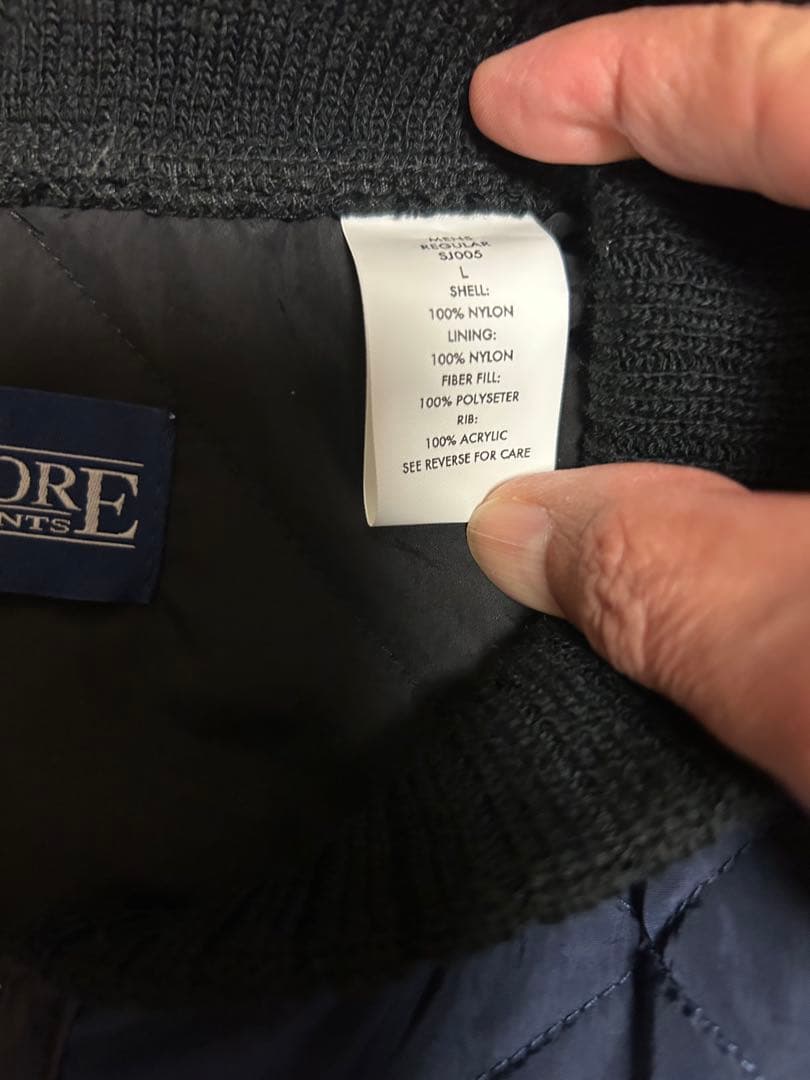 ORE
NTS
MENS
REGULAR
SJ005
L
SHELL:
100% NYLON
LINING:
100% NYLON
FIBER FILL:
100% POLYSETER
RIB:
100% ACRYLIC
SEE REVERSE FOR CARE